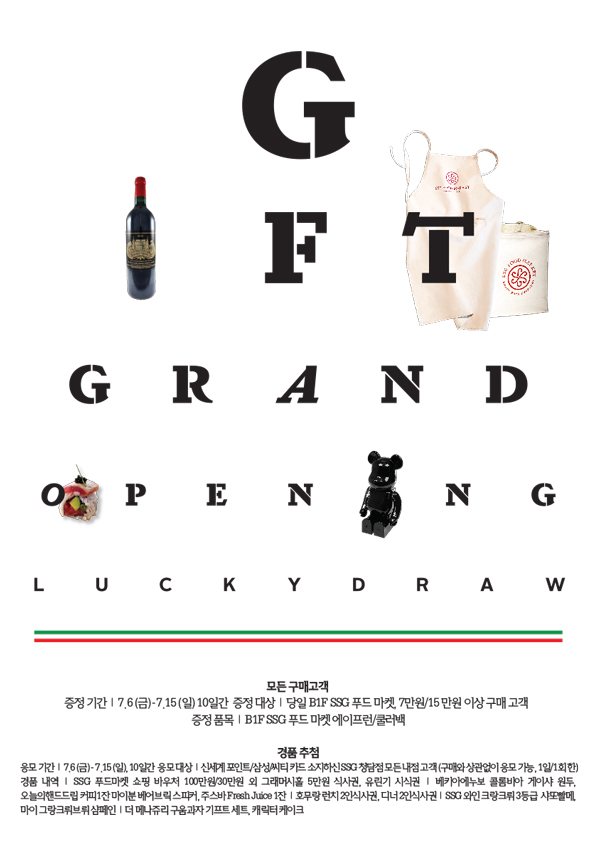 G
F T
GRAND
OPEN NG
LUCKYDRAW
모든 구매고객
증정 기간 | 7.6 (금) - 7.15 (일) 10일간 증정 대상 | 당일 B1F SSG 푸드 마켓, 7만원/15만원 이상 구매 고객
증정 품목 | B1F SSG 푸드 마켓 에이프런/쿨러백
경품 추첨
응모 기간 | 7.6(금) - 7.15 (일), 10일간 응모 대상 | 신세계 포인트/삼성/씨티 카드 소지하신 SSG 청담점 모든 내점 고객 (구매와 상관없이 응모 가능, 1일/1회 한)
경품 내역 | SSG 푸드마켓 쇼핑 바우처 100만원/30만원 외 그래머시홀 5만원 식사권, 유린기 시식권 | 베카아에누보 콜롬비아 게이샤 원두,
오늘의핸드드립 커피1잔 마이분 베어브릭 스피커, 주스바 Fresh Juice 1잔 | 호무랑 런치 2인식사권, 디너 2인식사권 | SSG 와인 크랑크뤼 3등급 샤또빨메,
마이 그랑크뤼브뤼 샴페인 | 더 메나쥬리 구움과자 기프트 세트, 캐릭터 케이크